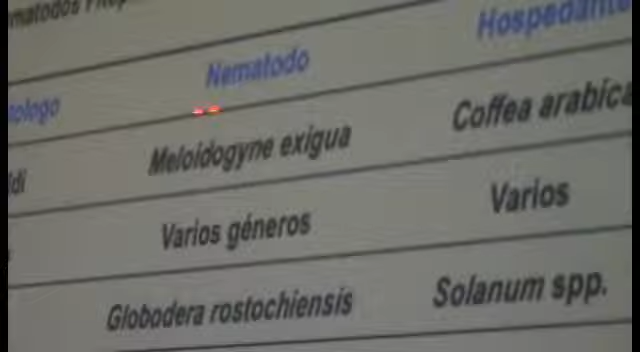 Nematodo Hospedante
Meloidogyne exigua Coffea arabica
Varios géneros Varios
Globodera rostochiensis Solanum spp.